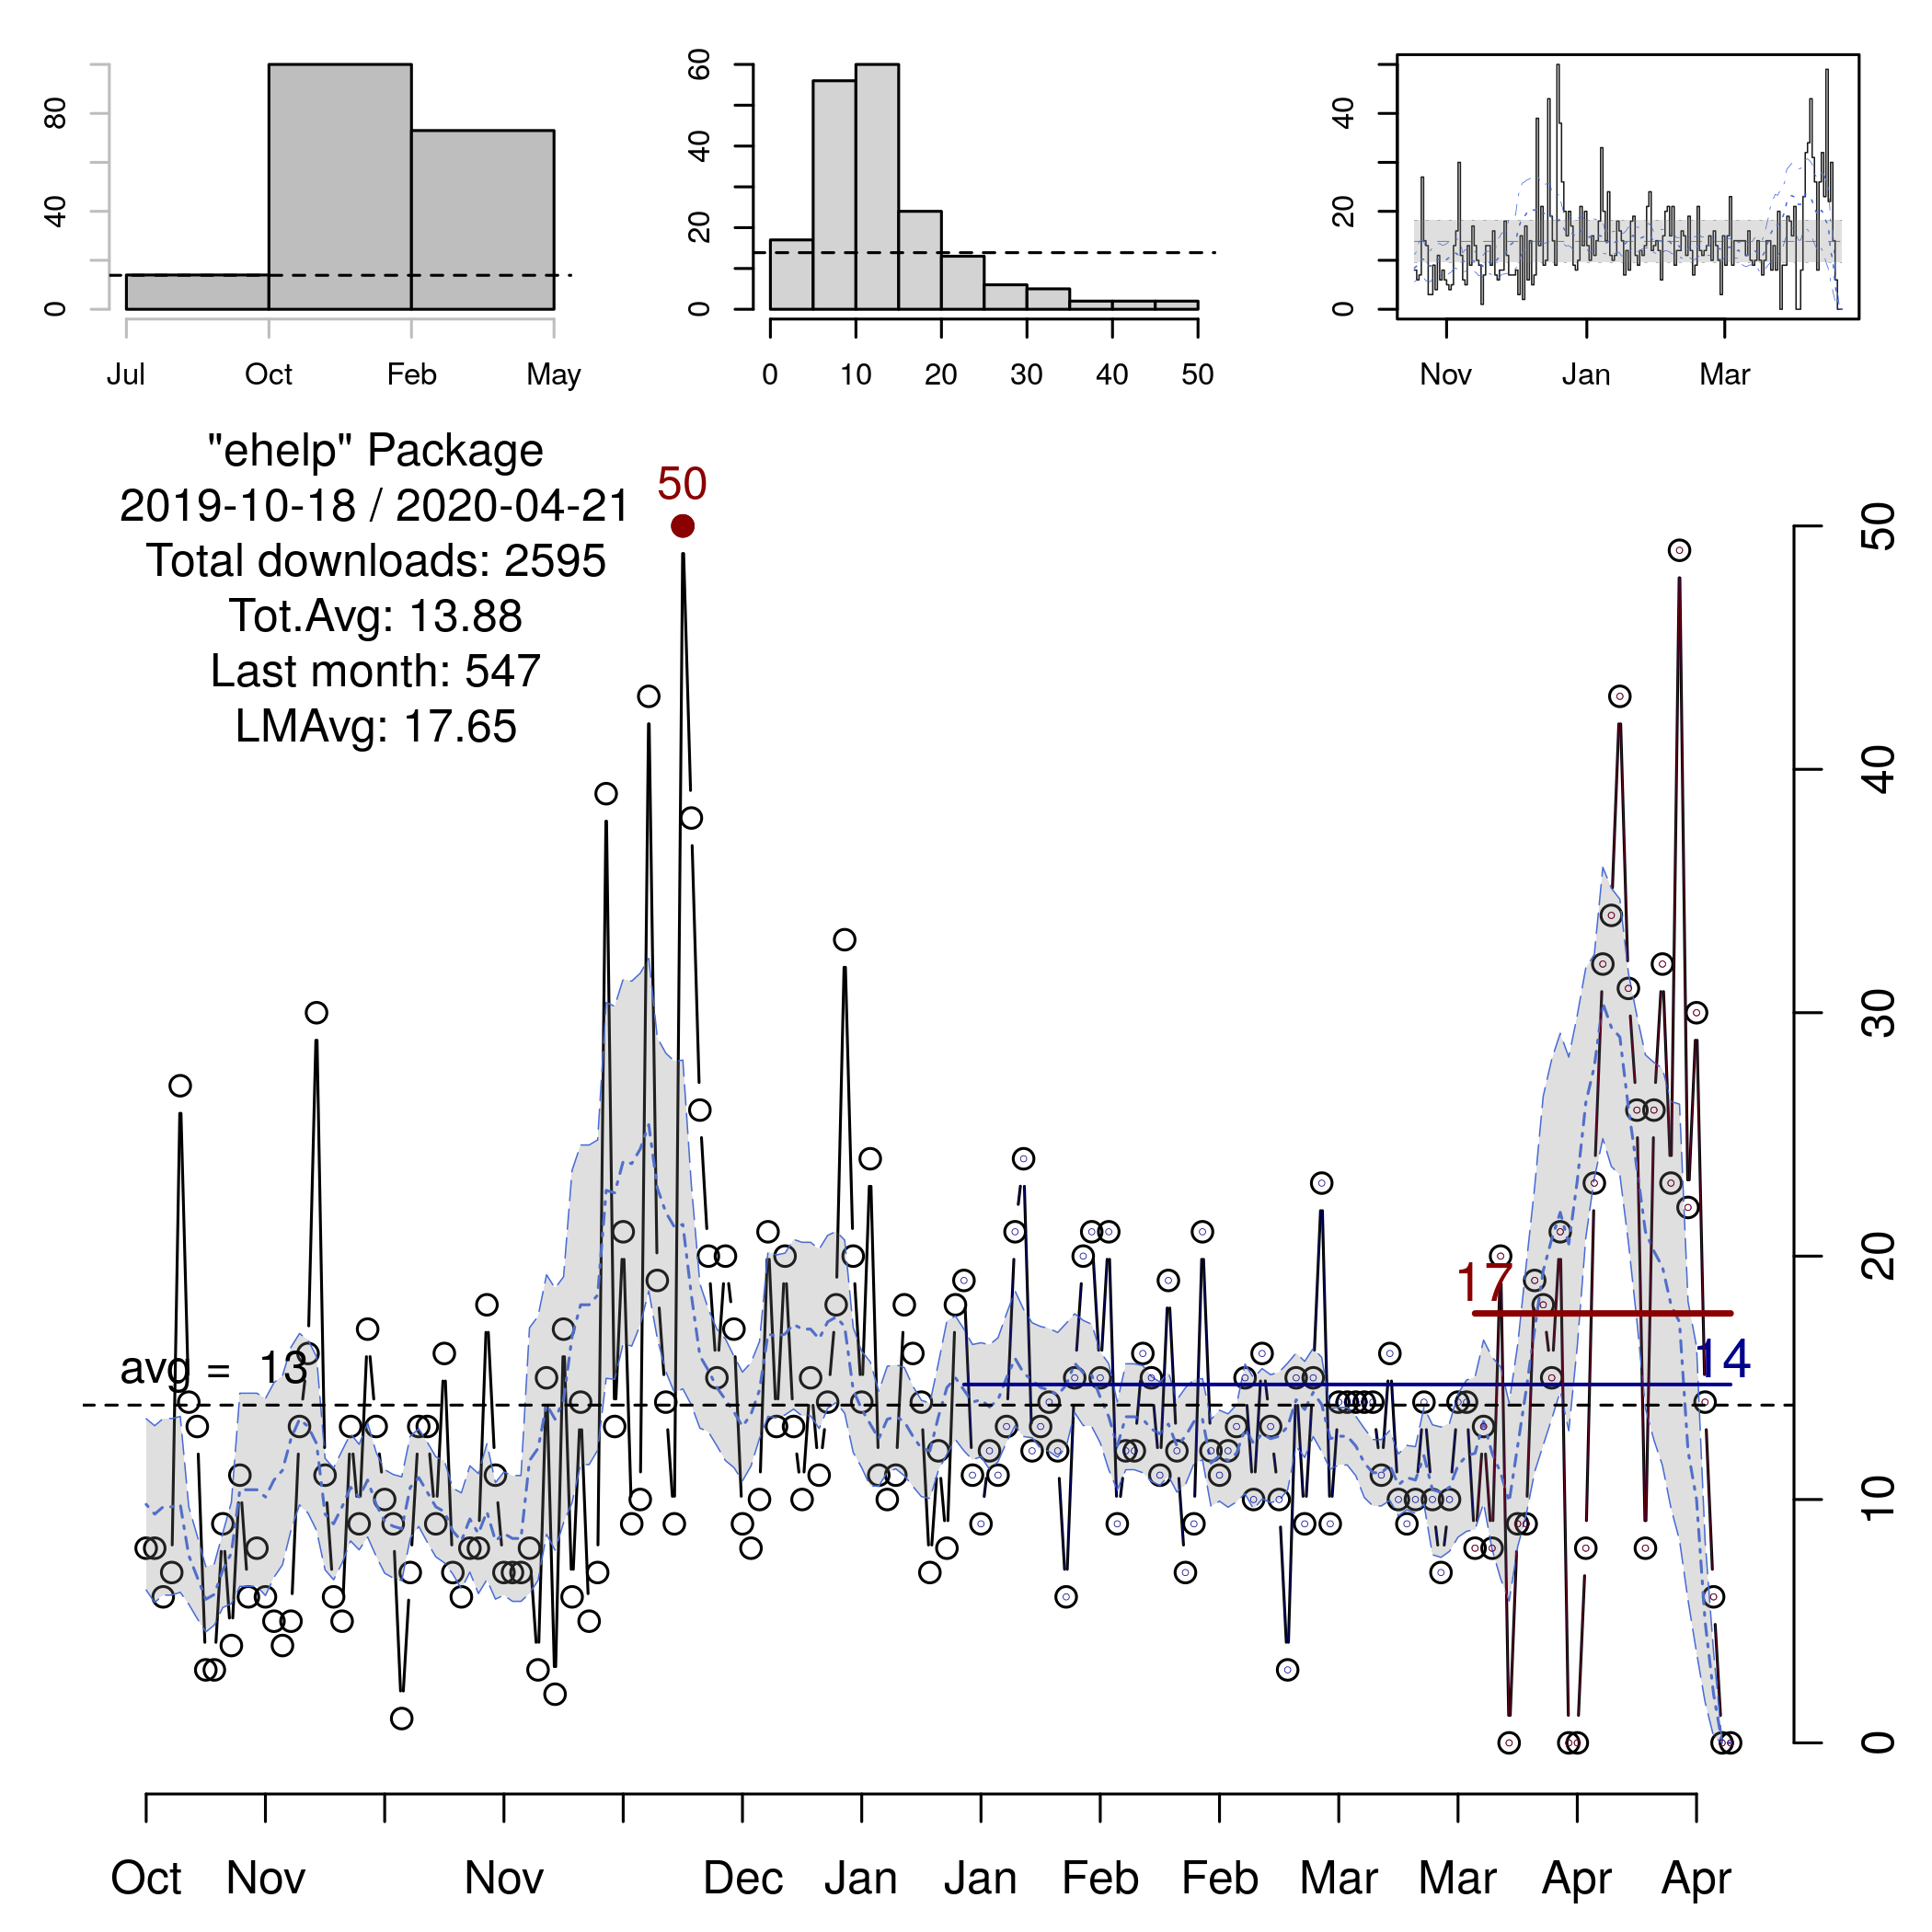 80
40
0
Jul Oct Feb May
60
40
20
0
0 10 20 30 40 50
40
20
0
Nov Jan Mar
"ehelp" Package
2019-10-18 / 2020-04-21
Total downloads: 2595
Tot.Avg: 13.88
Last month: 547
LMAvg: 17.65
50
avg = 13
17
14
50
40
30
20
10
0
Oct Nov Nov Dec Jan Jan Feb Feb Mar Mar Apr Apr